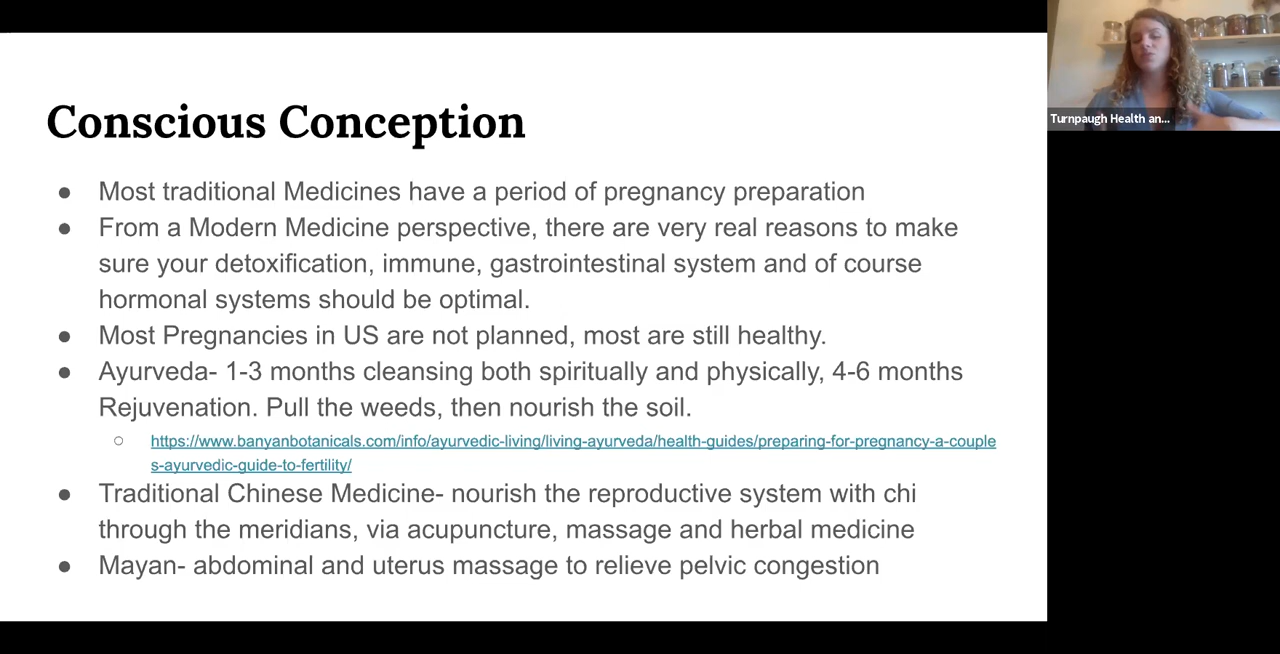 Conscious Conception
● Most traditional Medicines have a period of pregnancy preparation
● From a Modern Medicine perspective, there are very real reasons to make
sure your detoxification, immune, gastrointestinal system and of course
hormonal systems should be optimal.
● Most Pregnancies in US are not planned, most are still healthy.
● Ayurveda- 1-3 months cleansing both spiritually and physically, 4-6 months
Rejuvenation. Pull the weeds, then nourish the soil.
○ https://www.banyanbotanicals.com/info/ayurvedic-living/living-ayurveda/health-guides/preparing-for-pregnancy-a-couple
s-ayurvedic-guide-to-fertility/
● Traditional Chinese Medicine- nourish the reproductive system with chi
through the meridians, via acupuncture, massage and herbal medicine
● Mayan- abdominal and uterus massage to relieve pelvic congestion
Turnpaugh Health an...